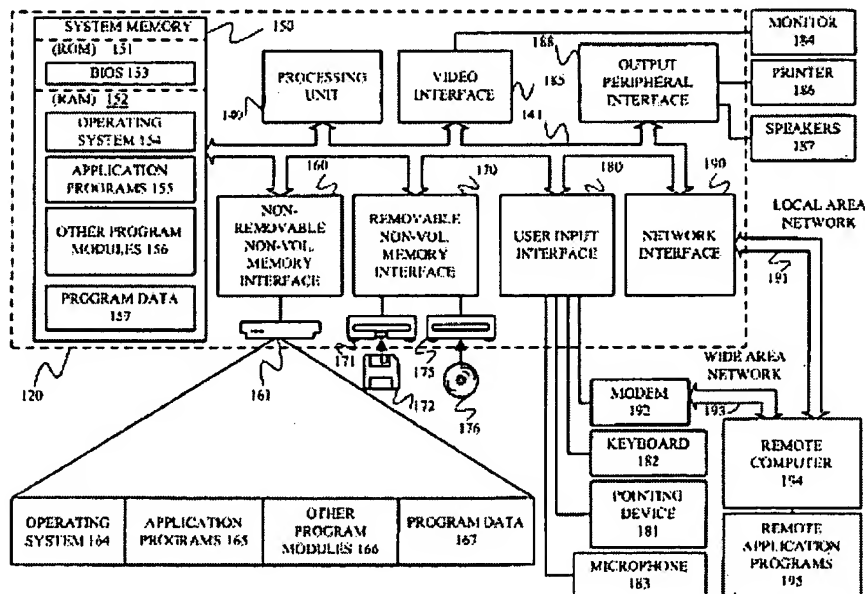 SYSTEM MEMORY
150
(ROM) 151
BIOS 153
(RAM) 152
OPERATING
SYSTEM 154
APPLICATION
PROGRAMS 155
OTHER PROGRAM
MODULES 156
PROGRAM DATA
157
PROCESSING
UNIT
140
VIDEO
INTERFACE
185
141
188
OUTPUT
PERIPHERAL
INTERFACE
MONITOR
184
PRINTER
186
SPEAKERS
187
160
NON-
REMOVABLE
NON-VOL.
MEMORY
INTERFACE
170
REMOVABLE
NON-VOL.
MEMORY
INTERFACE
180
USER INPUT
INTERFACE
190
NETWORK
INTERFACE
LOCAL AREA
NETWORK
191
120
161
171
172
175
176
WIDE AREA
NETWORK
193
MODEM
192
KEYBOARD
182
POINTING
DEVICE
181
MICROPHONE
183
REMOTE
COMPUTER
194
REMOTE
APPLICATION
PROGRAMS
195
OPERATING
SYSTEM 164
APPLICATION
PROGRAMS 165
OTHER
PROGRAM
MODULES 166
PROGRAM DATA
167